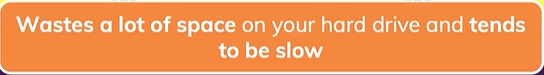 Wastes a lot of space on your hard drive and tends
to be slow